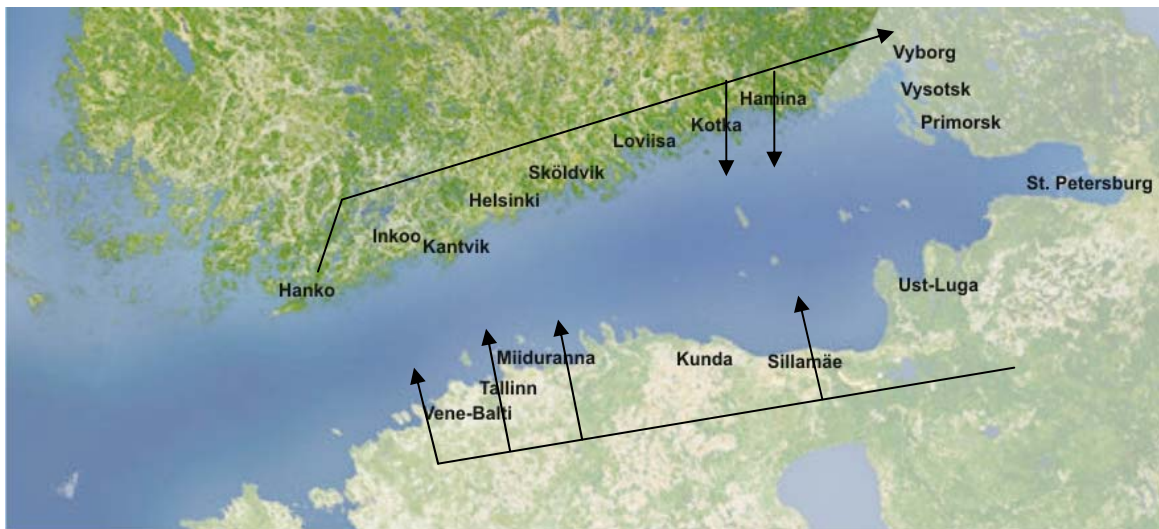 Vyborg
Vysotsk
Hamina
Primorsk
Kotka
Loviisa
Sköldvik
St. Petersburg
Helsinki
Inkoo
Kantvik
Hanko
Ust-Luga
Miiduranna
Kunda
Sillamäe
Tallinn
Vene-Balti